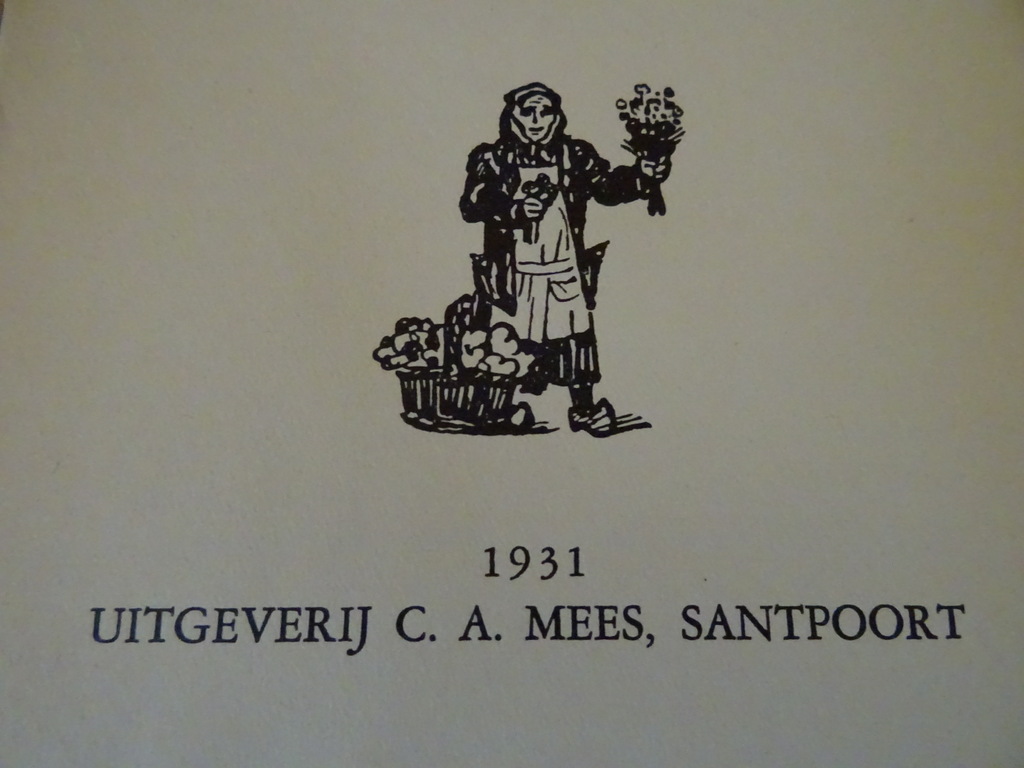 1931
UITGEVERIJ C. A. MEES, SANTPOORT